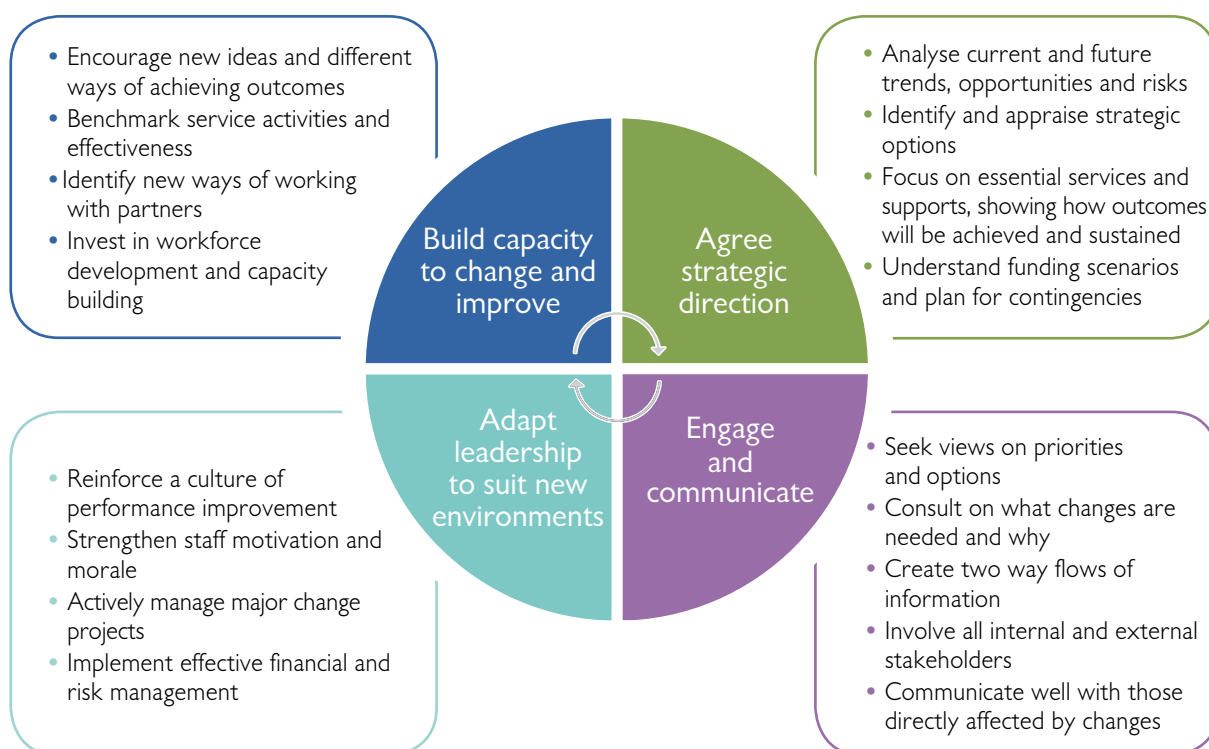 • Encourage new ideas and different
ways of achieving outcomes
• Benchmark service activities and
effectiveness
• Identify new ways of working
with partners
• Invest in workforce
development and capacity
building
• Analyse current and future
trends, opportunities and risks
• Identify and appraise strategic
options
• Focus on essential services and
supports, showing how outcomes
will be achieved and sustained
• Understand funding scenarios
and plan for contingencies
Build capacity
to change and
improve
Agree
strategic
direction
Adapt
leadership
to suit new
environments
Engage
and
communicate
• Reinforce a culture of
performance improvement
• Strengthen staff motivation and
morale
• Actively manage major change
projects
• Implement effective financial and
risk management
• Seek views on priorities
and options
• Consult on what changes are
needed and why
• Create two way flows of
information
• Involve all internal and external
stakeholders
• Communicate well with those
directly affected by changes